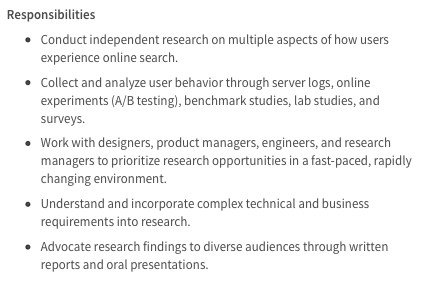 Responsibilities
• Conduct independent research on multiple aspects of how users
experience online search.
• Collect and analyze user behavior through server logs, online
experiments (A/B testing), benchmark studies, lab studies, and
surveys.
• Work with designers, product managers, engineers, and research
managers to prioritize research opportunities in a fast-paced, rapidly
changing environment.
• Understand and incorporate complex technical and business
requirements into research.
• Advocate research findings to diverse audiences through written
reports and oral presentations.